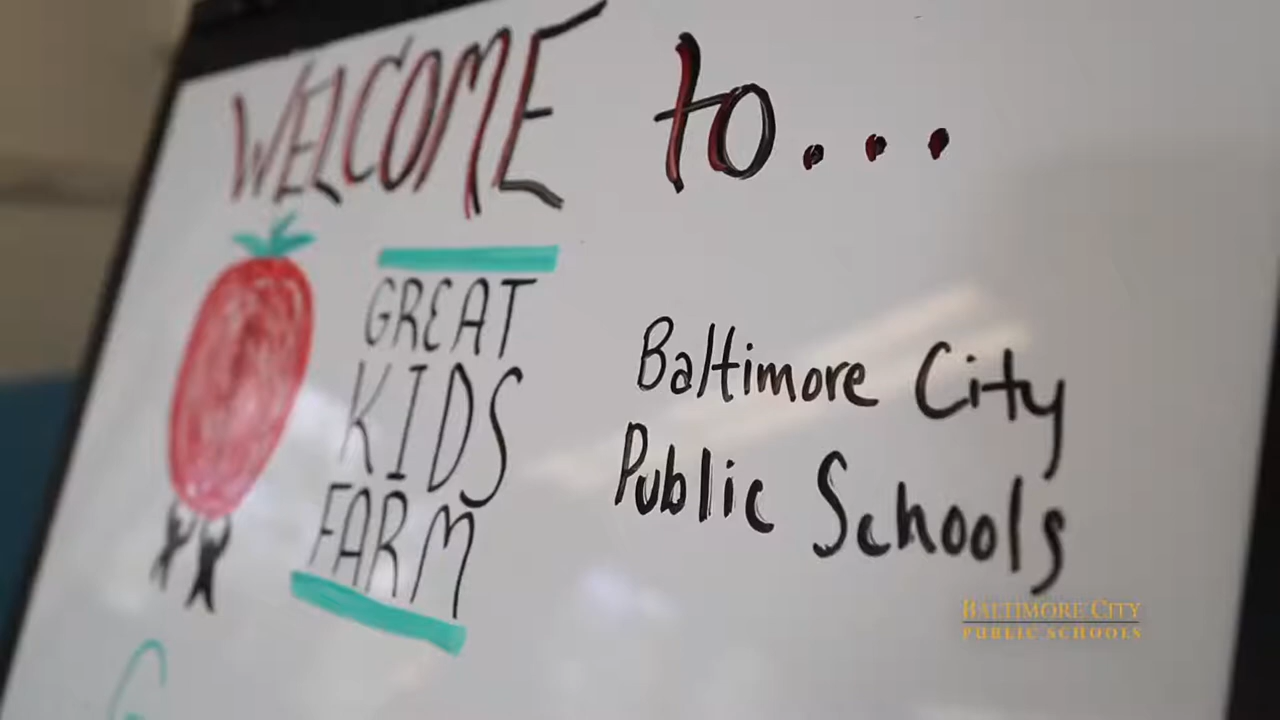 WELCOME to...
GREAT
KIDS
FARM
Baltimore City
Public Schools
G
BALTIMORE CITY
PUBLIC SCHOOLS